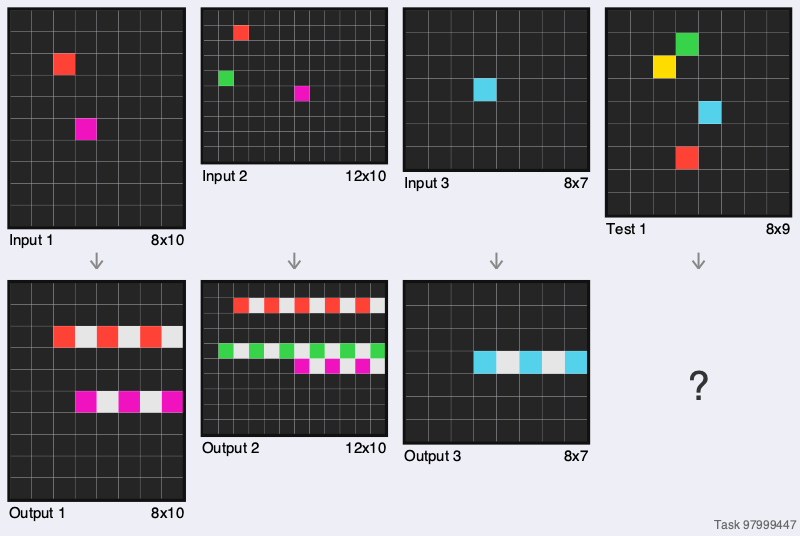 Input 1 8x10
Input 2 12x10
Input 3 8x7
Test 1 8x9
?
Output 1 8x10
Output 2 12x10
Output 3 8x7
Task 97999447